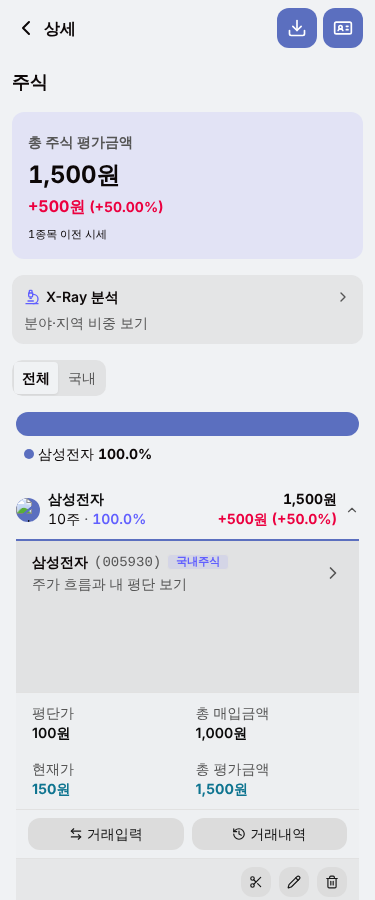 상세
주식
총 주식 평가금액
1,500원
+500원 (+50.00%)
1종목 이전 시세
X-Ray 분석
분야·지역 비중 보기
전체 국내
삼성전자 100.0%
삼성전자 1,500원
10주 · 100.0% +500원 (+50.0%)
삼성전자 (005930) 국내주식
주가 흐름과 내 평단 보기
평단가 총 매입금액
100원 1,000원
현재가 총 평가금액
150원 1,500원
거래입력 거래내역